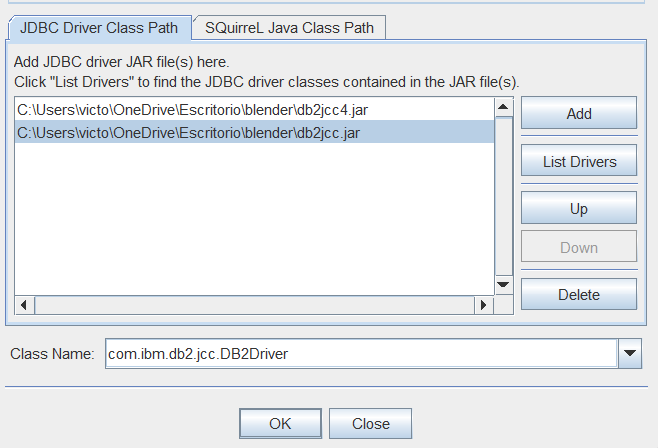 JDBC Driver Class Path
SQuirreL Java Class Path
Add JDBC driver JAR file(s) here.
Click "List Drivers" to find the JDBC driver classes contained in the JAR file(s).
C:\Users\victo\OneDrive\Escritorio\blender\db2jcc4.jar
C:\Users\victo\OneDrive\Escritorio\blender\db2jcc.jar
Add
List Drivers
Up
Down
Delete
Class Name: com.ibm.db2.jcc.DB2Driver
OK
Close